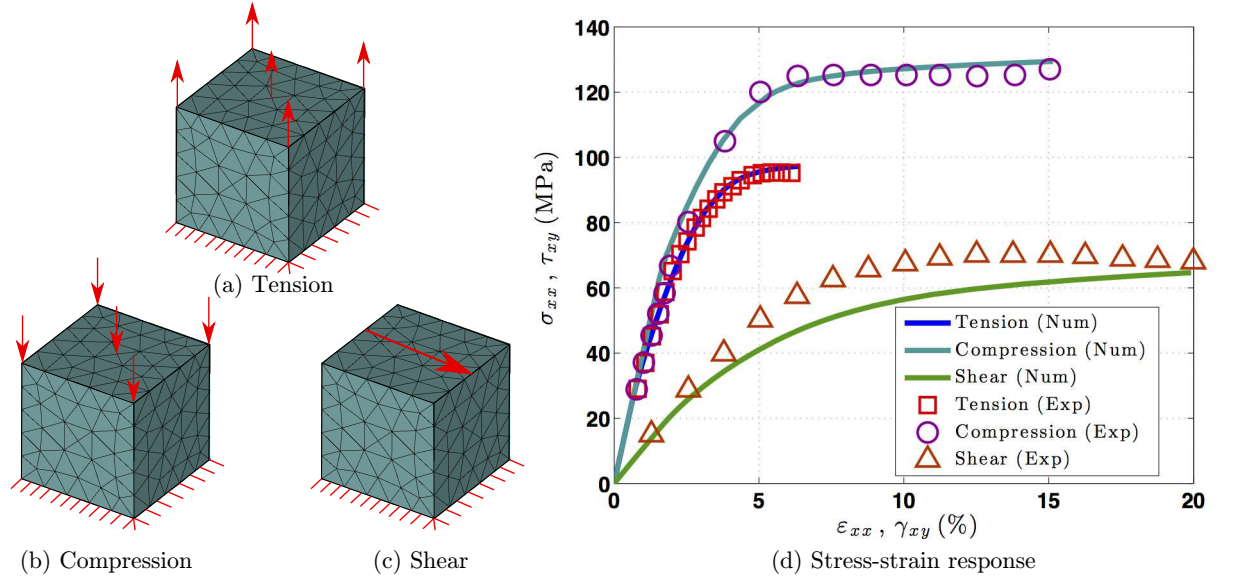 (a) Tension
(b) Compression
(c) Shear
140
120
100
80
60
40
20
0
σxx , τxy (MPa)
0
5
10
15
20
εxx , γxy (%)
Tension (Num)
Compression (Num)
Shear (Num)
Tension (Exp)
Compression (Exp)
Shear (Exp)
(d) Stress-strain response